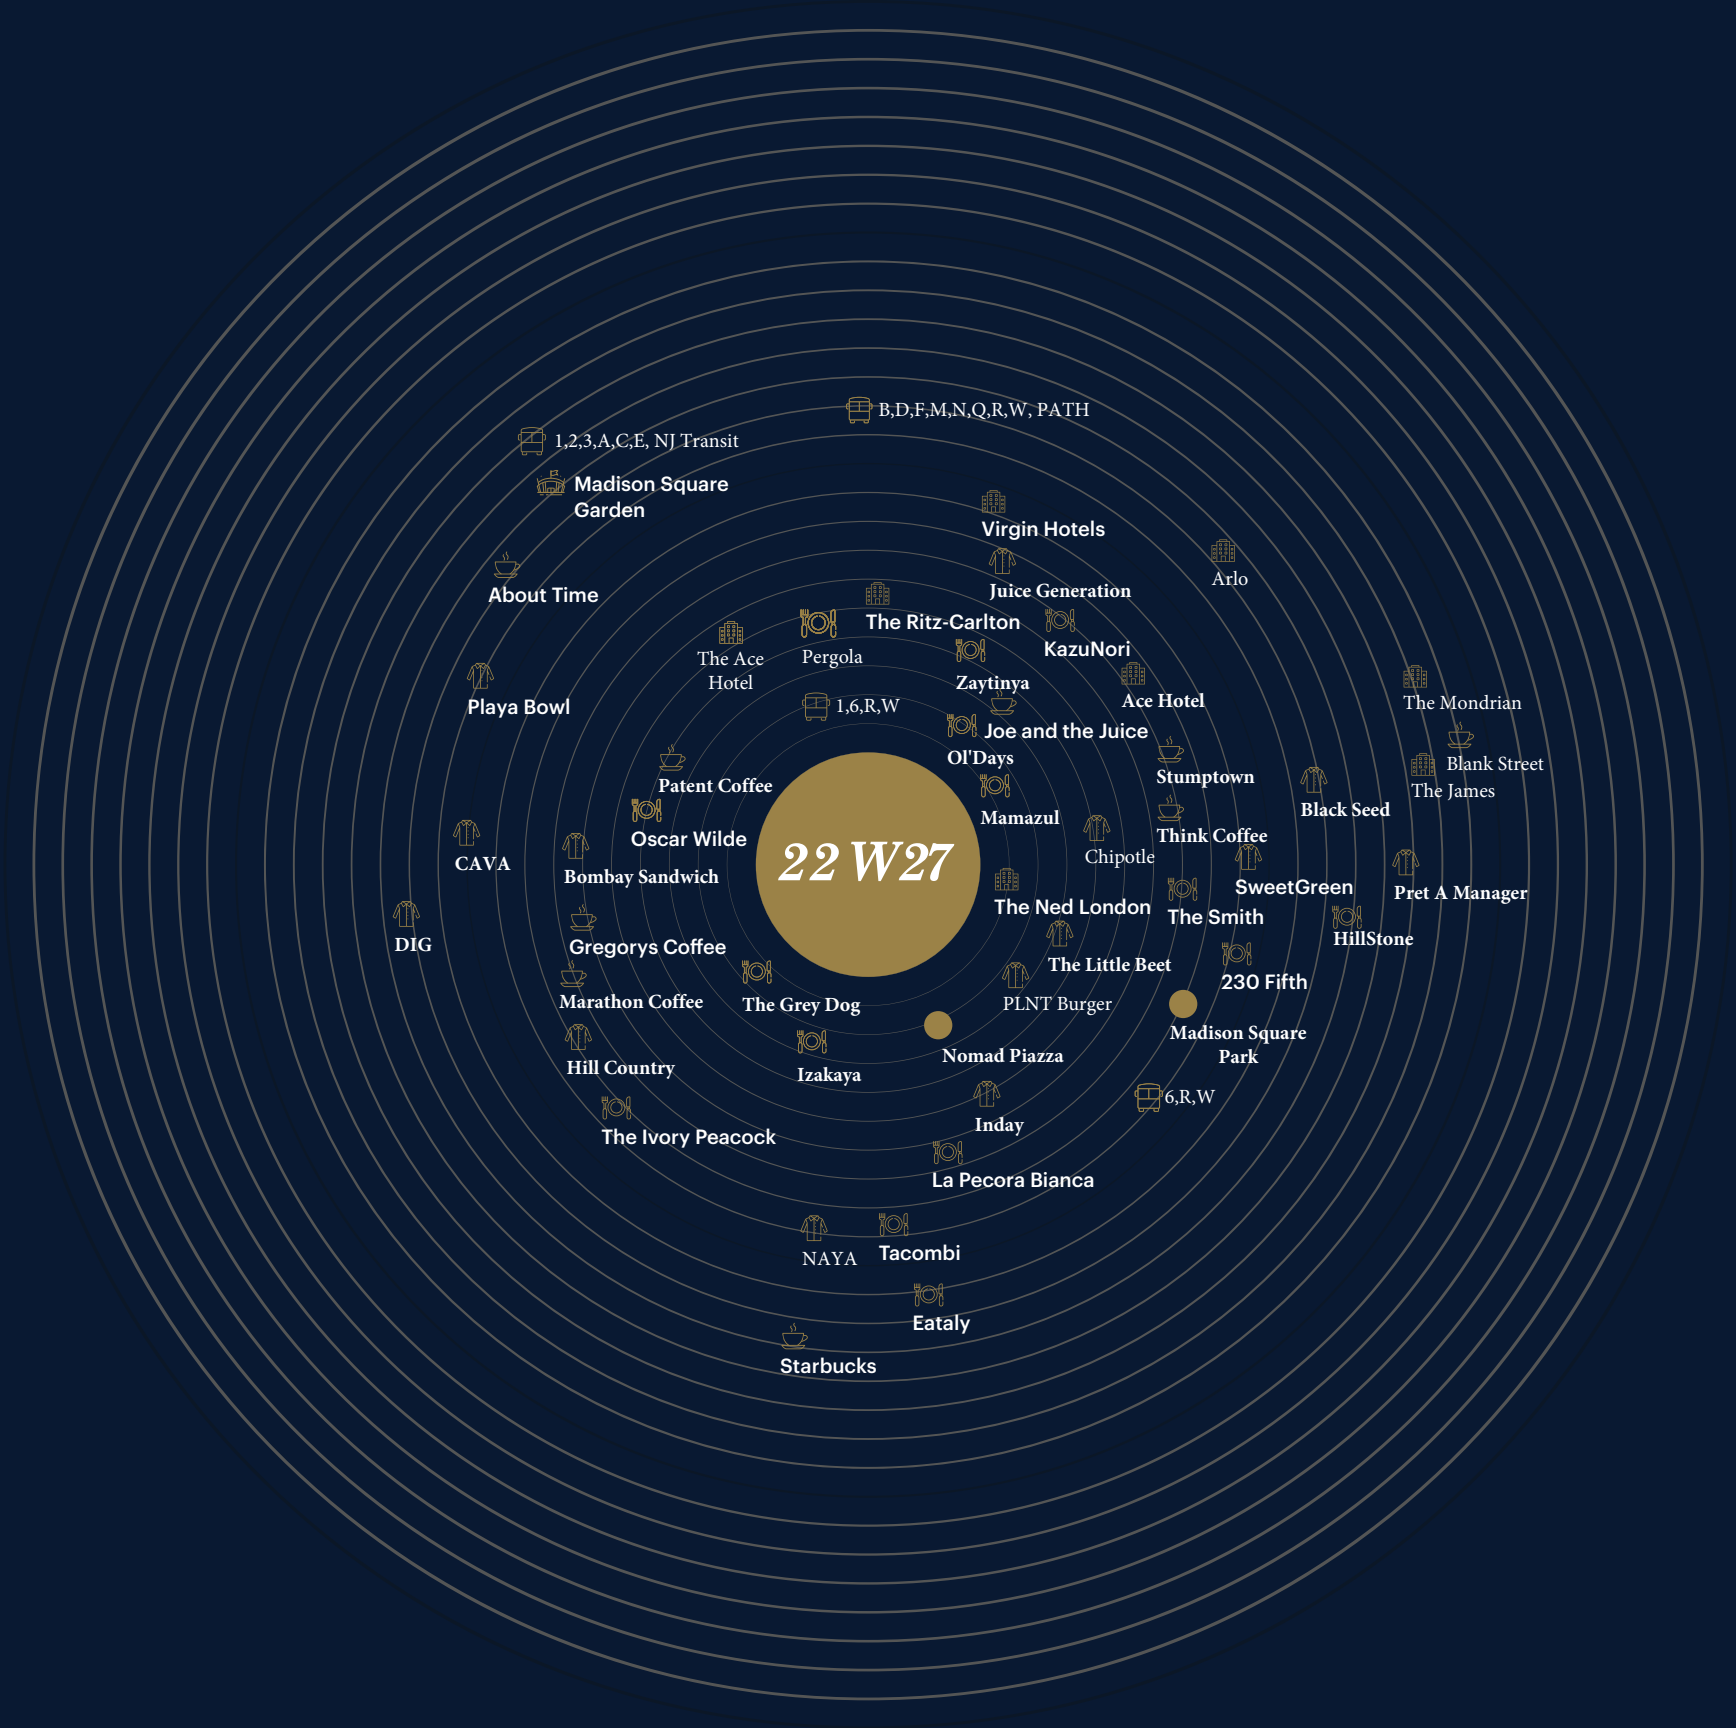 B,D,F,M,N,Q,R,W, PATH
1,2,3,A,C,E, NJ Transit
Madison Square
Garden
Virgin Hotels
Arlo
About Time
Juice Generation
The Ritz-Carlton
KazuNori
Pergola
The Ace
Hotel
Zaytinya
Ace Hotel
The Mondrian
Playa Bowl
1,6,R,W
Joe and the Juice
Ol'Days
Blank Street
Stumptown
Patent Coffee
The James
Black Seed
Mamazul
Oscar Wilde
Think Coffee
22 W27
Chipotle
CAVA
Bombay Sandwich
SweetGreen
Pret A Manager
The Ned London
The Smith
DIG
HillStone
Gregorys Coffee
The Little Beet
230 Fifth
Marathon Coffee
The Grey Dog
PLNT Burger
Madison Square
Park
Nomad Piazza
Hill Country
Izakaya
6,R,W
Inday
The Ivory Peacock
La Pecora Bianca
NAYA
Tacombi
Eataly
Starbucks